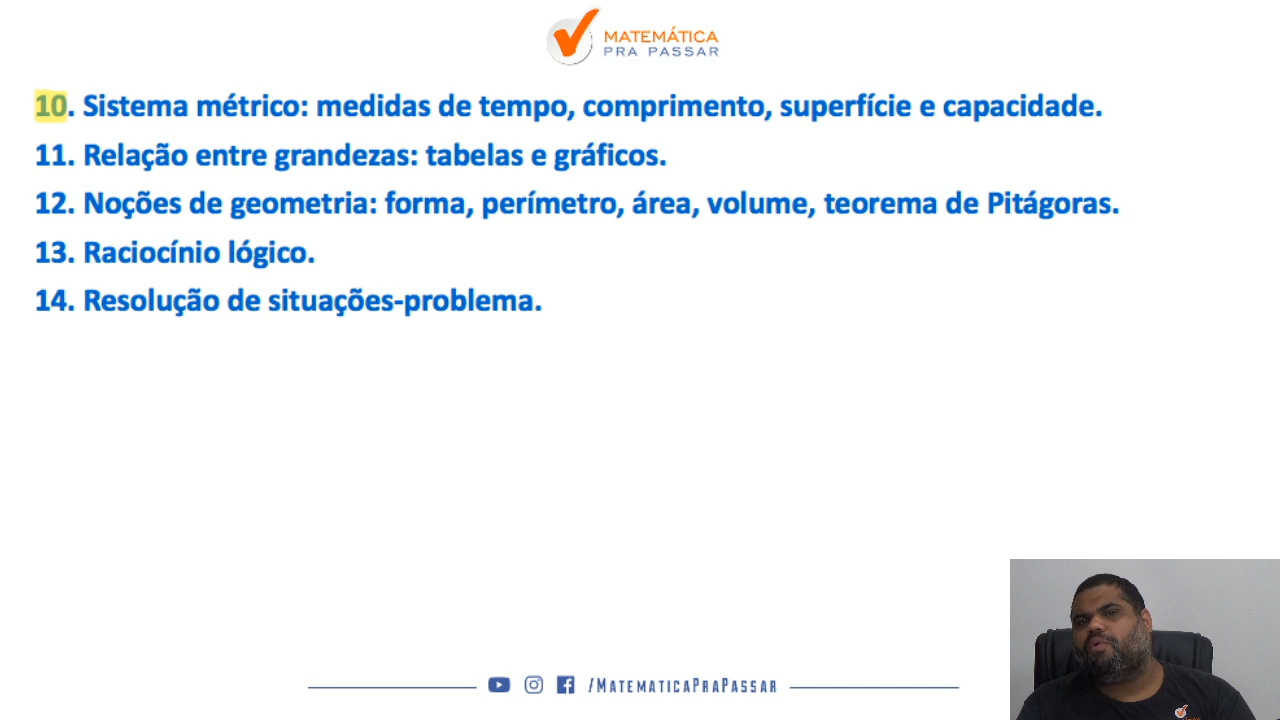 MATEMÁTICA
PRA PASSAR
10. Sistema métrico: medidas de tempo, comprimento, superfície e capacidade.
11. Relação entre grandezas: tabelas e gráficos.
12. Noções de geometria: forma, perímetro, área, volume, teorema de Pitágoras.
13. Raciocínio lógico.
14. Resolução de situações-problema.
/MATEMATICAPRAPASSAR